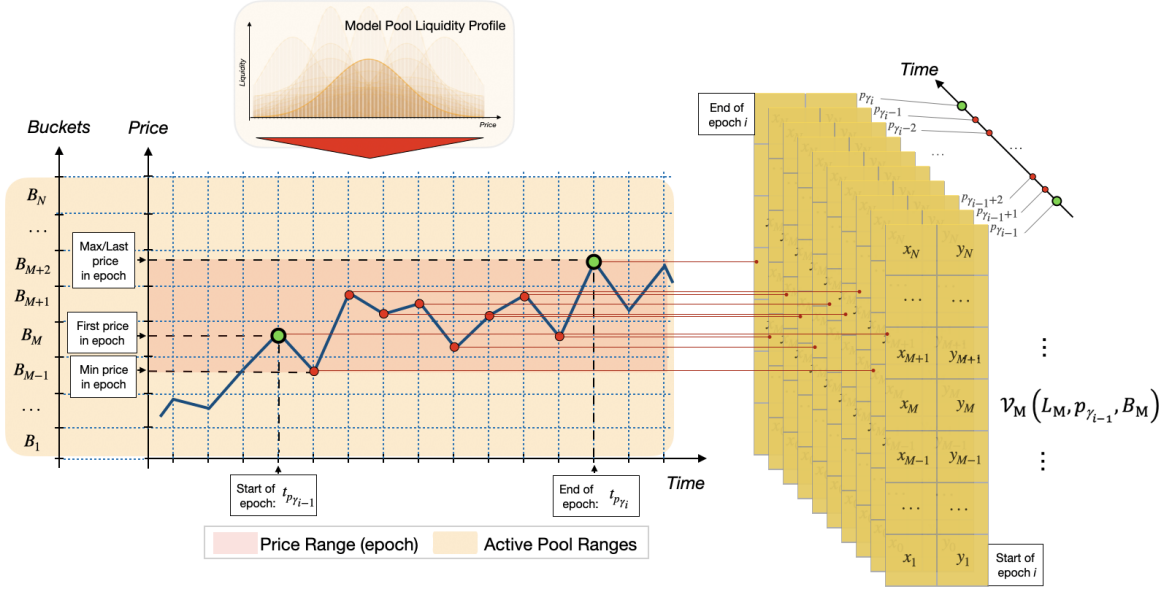 Model Pool Liquidity Profile
Liquidity
Price
Buckets
Price
B_N
...
B_{M+2}
B_{M+1}
B_M
B_{M−1}
...
B_1
Max/Last
price
in epoch
First price
in epoch
Min price
in epoch
Start of
epoch: t_{p_{γ_{i−1}}}
End of
epoch: t_{p_{γ_i}}
Time
Price Range (epoch)
Active Pool Ranges
End of
epoch i
Time
p_{γ_i}
p_{γ_i−1}
p_{γ_i−2}
...
...
p_{γ_{i−1}+2}
p_{γ_{i−1}+1}
p_{γ_{i−1}}
x_N y_N
... ...
x_{M+1} y_{M+1}
x_M y_M
x_{M−1} y_{M−1}
... ...
x_1 y_1
⋮
𝒱_M (L_M, p_{γ_{i−1}}, B_M)
⋮
Start of
epoch i